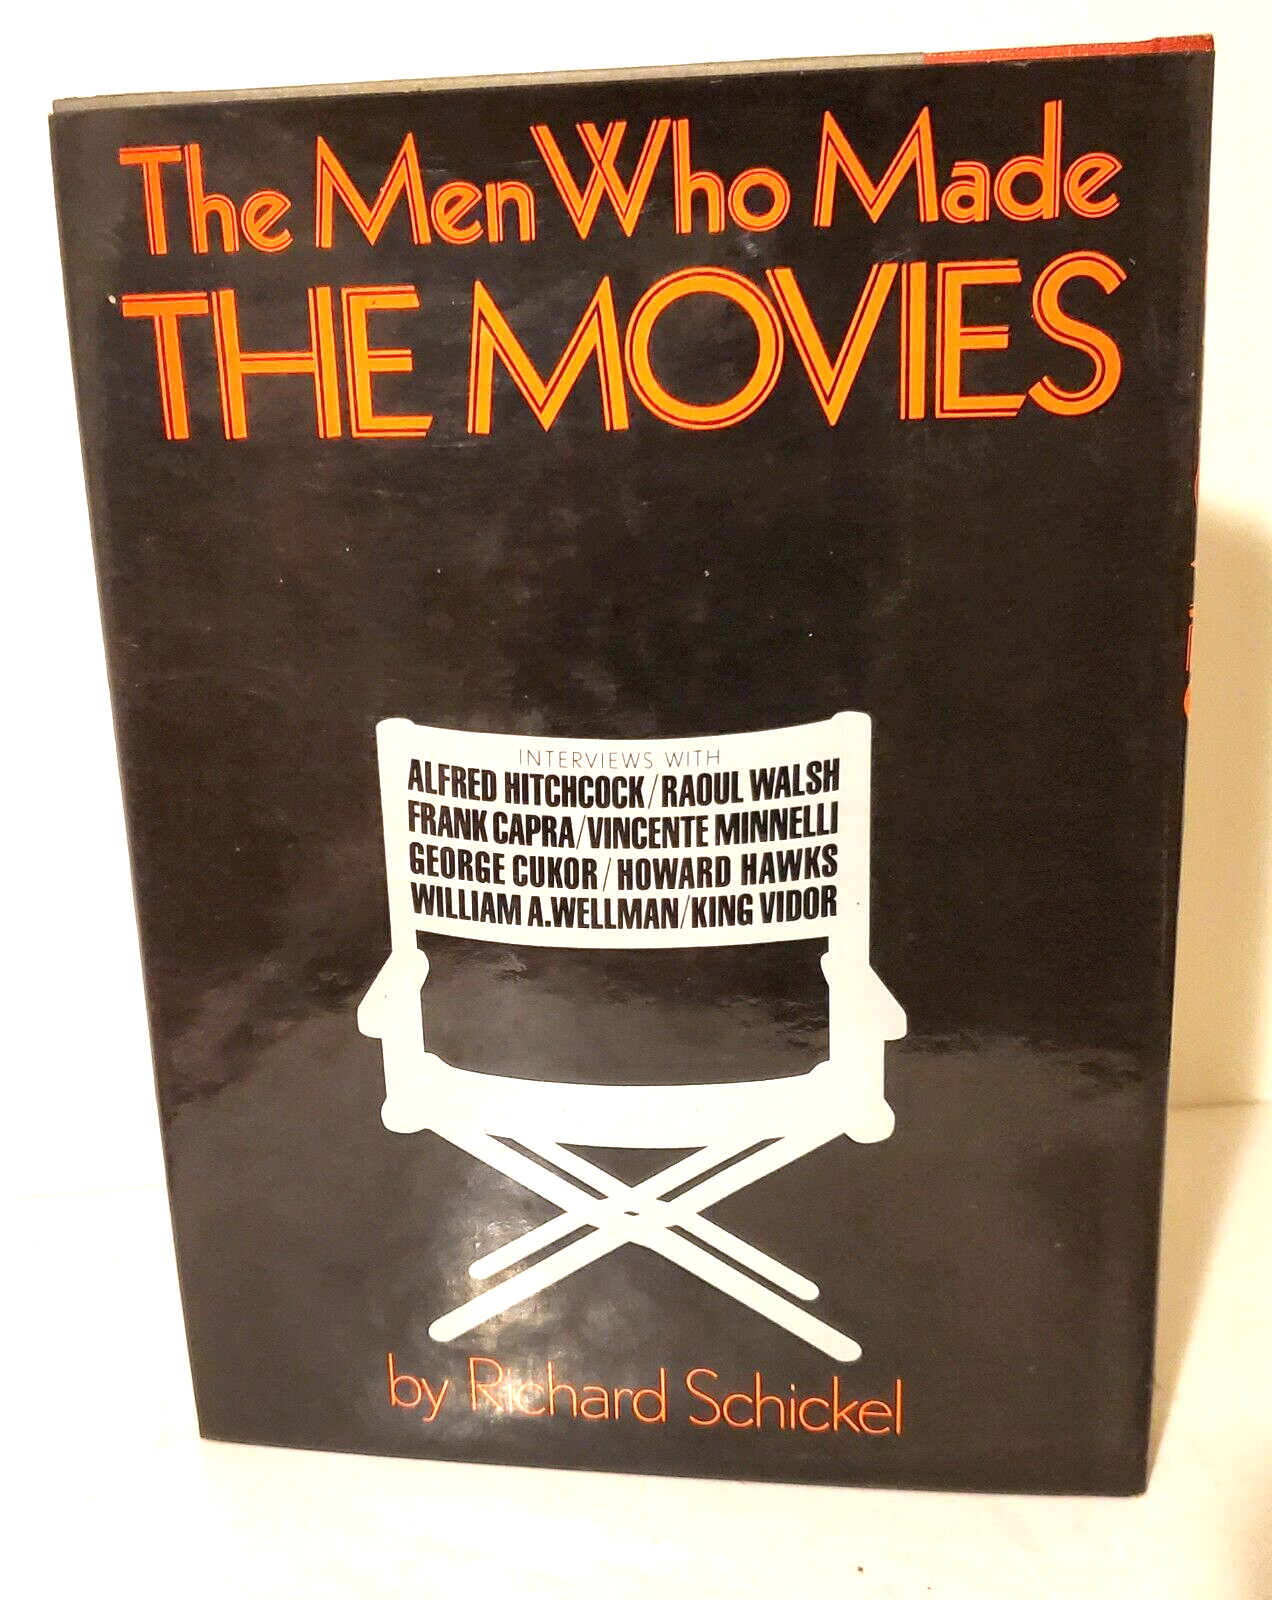 The Men Who Made
THE MOVIES
INTERVIEWS WITH
ALFRED HITCHCOCK/RAOUL WALSH
FRANK CAPRA/VINCENTE MINNELLI
GEORGE CUKOR/HOWARD HAWKS
WILLIAM A.WELLMAN/KING VIDOR
by Richard Schickel